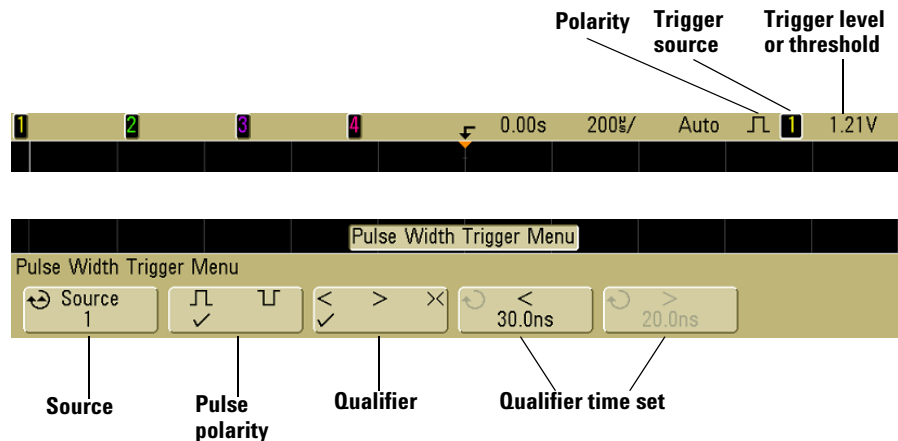 Polarity
Trigger source
Trigger level or threshold
1 2 3 4 0.00s 200µs/ Auto 1 1.21V
Pulse Width Trigger Menu
Pulse Width Trigger Menu
Source
1
< > ><
<
30.0ns
>
20.0ns
Source
Pulse polarity
Qualifier
Qualifier time set